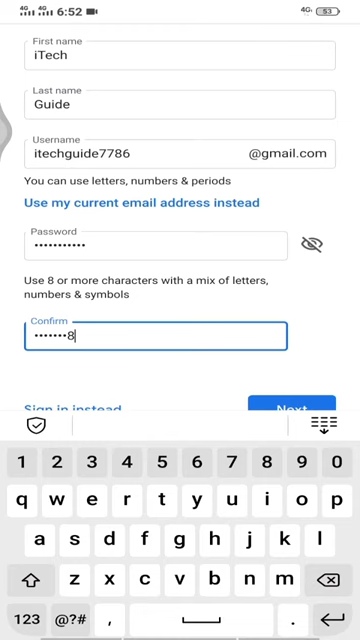 4G 4G 6:52 4G 53
First name
iTech
Last name
Guide
Username
itechguide7786 @gmail.com
You can use letters, numbers & periods
Use my current email address instead
Password
•••••••••••
Use 8 or more characters with a mix of letters,
numbers & symbols
Confirm
•••••••8
Sign in instead Next
1 2 3 4 5 6 7 8 9 0
q w e r t y u i o p
a s d f g h j k l
z x c v b n m
123 @?# , .